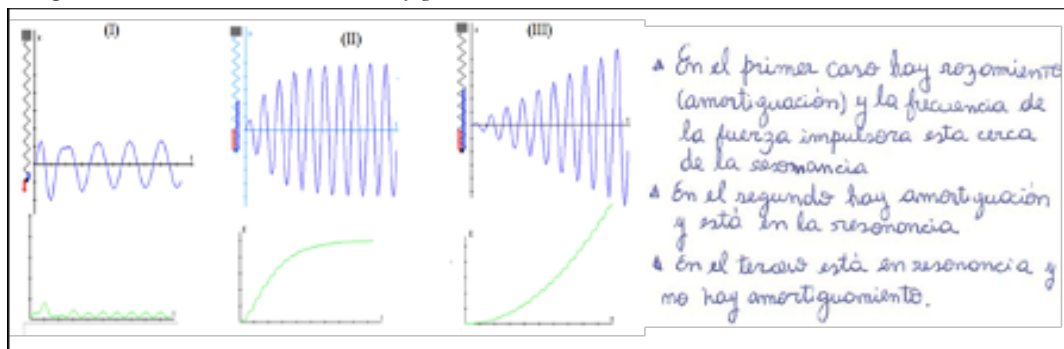 (I)
(II)
(III)
En el primer caso hay rozamiento
(amortiguación) y la frecuencia de
la fuerza impulsora esta cerca
de la resonancia
En el segundo hay amortiguación
y está en la resononcia
En el tercero está en resonancia y
no hay amortiguamiento.